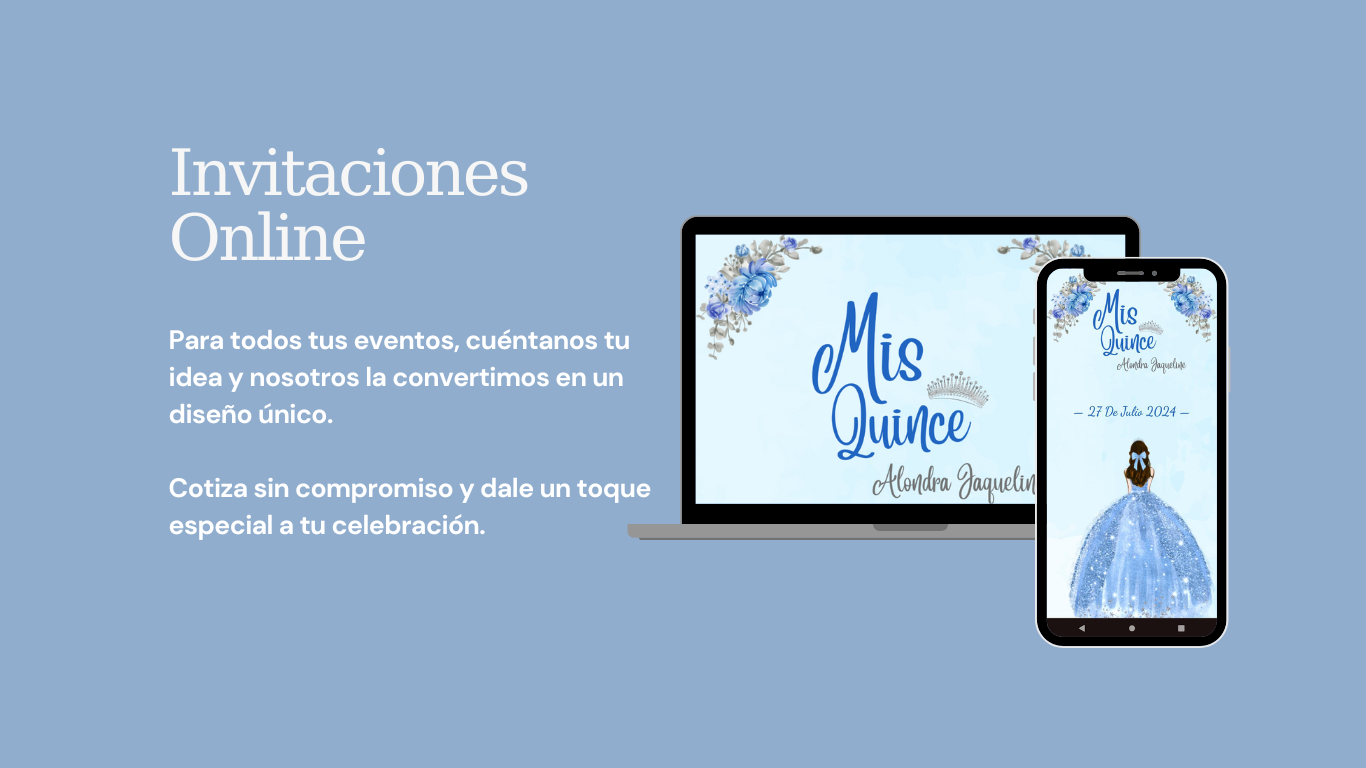 Invitaciones
Online
Para todos tus eventos, cuéntanos tu
idea y nosotros la convertimos en un
diseño único.
Cotiza sin compromiso y dale un toque
especial a tu celebración.
Mis
Quince
Alondra Jaquelin
Mis
Quince
Alondra Jaqueline
— 27 De Julio 2024 —